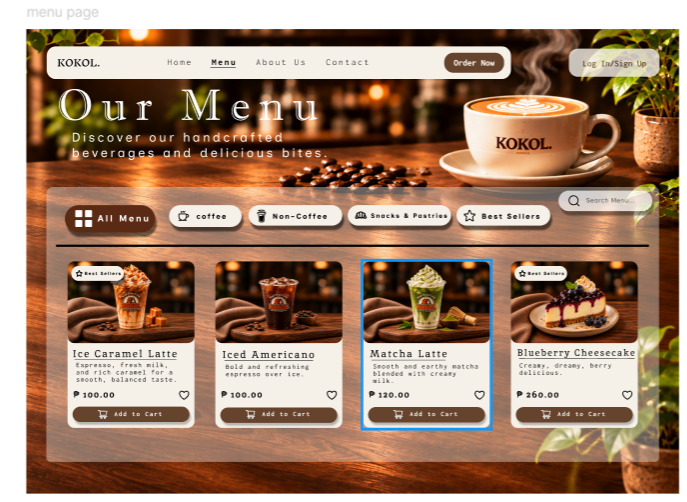 menu page
KOKOL.
Home Menu About Us Contact
Order Now
Log In/Sign Up
Our Menu
Discover our handcrafted
beverages and delicious bites.
KOKOL.
Search Menu...
All Menu
coffee
Non-Coffee
Snacks & Pastries
Best Sellers
Best Sellers
Ice Caramel Latte
Espresso, fresh milk,
and rich caramel for a
smooth, balanced taste.
₱ 100.00
Add to Cart
Iced Americano
Bold and refreshing
espresso over ice.
₱ 100.00
Add to Cart
Matcha Latte
Smooth and earthy matcha
blended with creamy
milk.
₱ 120.00
Add to Cart
Best Sellers
Blueberry Cheesecake
Creamy, dreamy, berry
delicious.
₱ 260.00
Add to Cart